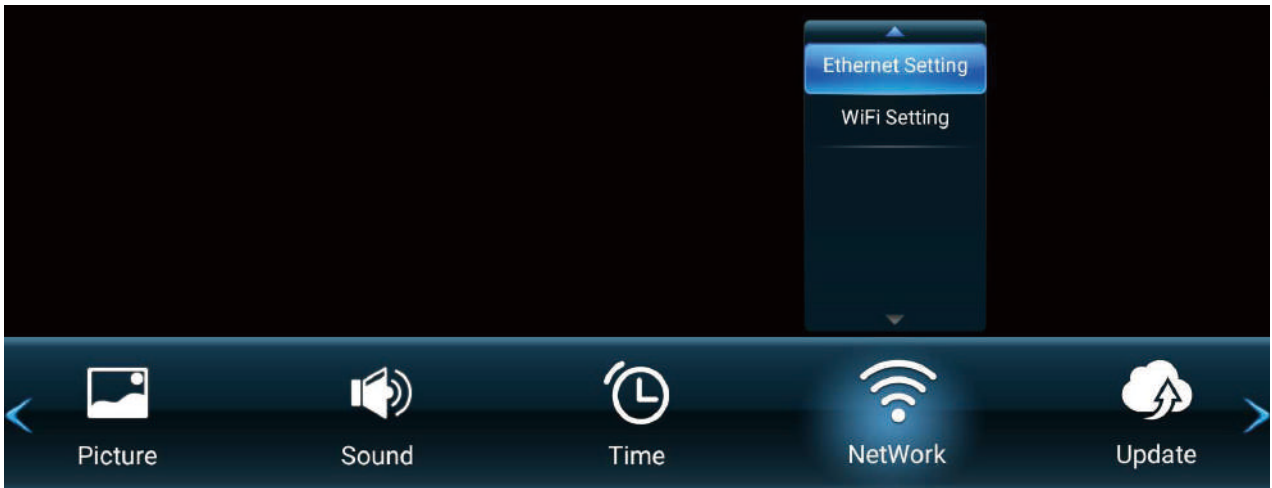 Ethernet Setting
WiFi Setting
Picture
Sound
Time
NetWork
Update